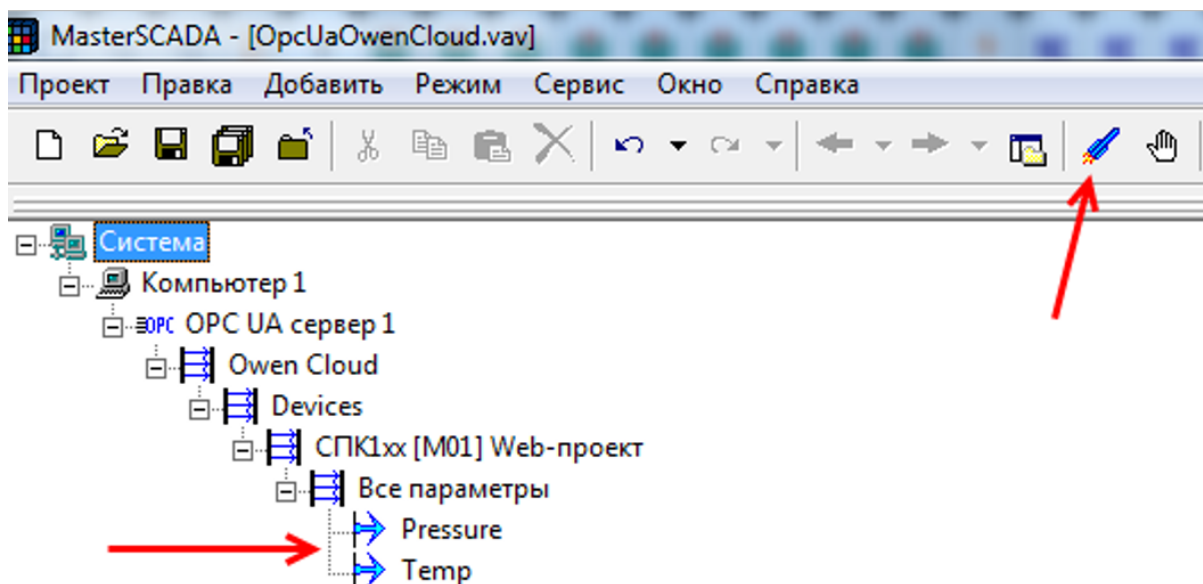 MasterSCADA - [OpcUaOwenCloud.vav]
Проект Правка Добавить Режим Сервис Окно Справка
Система
Компьютер 1
OPC OPC UA сервер 1
Owen Cloud
Devices
СПК1xx [M01] Web-проект
Все параметры
Pressure
Temp